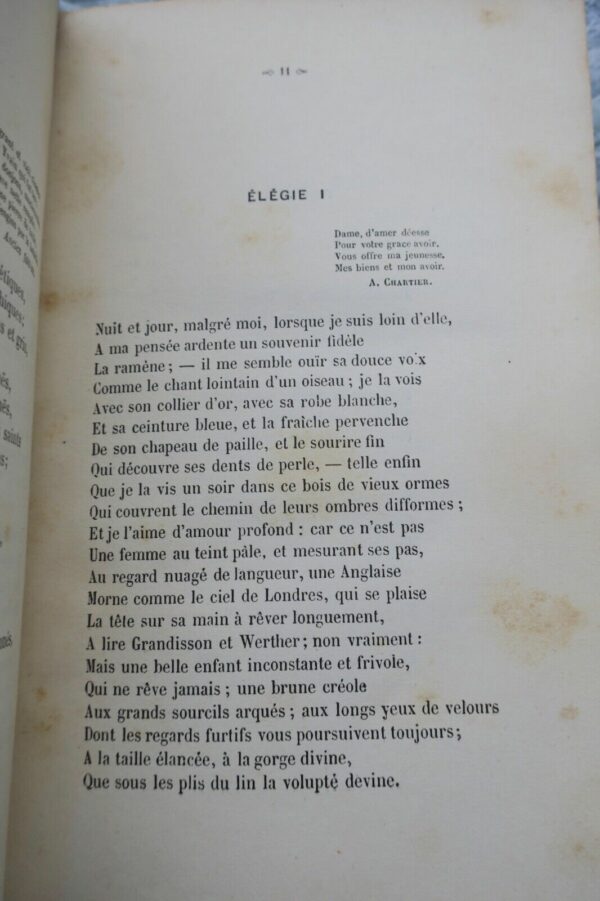 étiques,
hiques;
s et grin
és,
pés,
saints
s;
11
ÉLÉGIE I
Dame, d'amer déesse
Pour votre grace avoir.
Vous offre ma jeunesse.
Mes biens et mon avoir.
A. CHARTIER.
Nuit et jour, malgré moi, lorsque je suis loin d'elle,
A ma pensée ardente un souvenir fidèle
La ramène; — il me semble ouïr sa douce voix
Comme le chant lointain d'un oiseau; je la vois
Avec son collier d'or, avec sa robe blanche,
Et sa ceinture bleue, et la fraîche pervenche
De son chapeau de paille, et le sourire fin
Qui découvre ses dents de perle, — telle enfin
Que je la vis un soir dans ce bois de vieux ormes
Qui couvrent le chemin de leurs ombres difformes;
Et je l'aime d'amour profond : car ce n'est pas
Une femme au teint pâle, et mesurant ses pas,
Au regard nuagé de langueur, une Anglaise
Morne comme le ciel de Londres, qui se plaise
La tête sur sa main à rêver longuement,
A lire Grandisson et Werther; non vraiment :
Mais une belle enfant inconstante et frivole,
Qui ne rêve jamais; une brune créole
Aux grands sourcils arqués; aux longs yeux de velours
Dont les regards furtifs vous poursuivent toujours;
A la taille élancée, à la gorge divine,
Que sous les plis du lin la volupté devine.